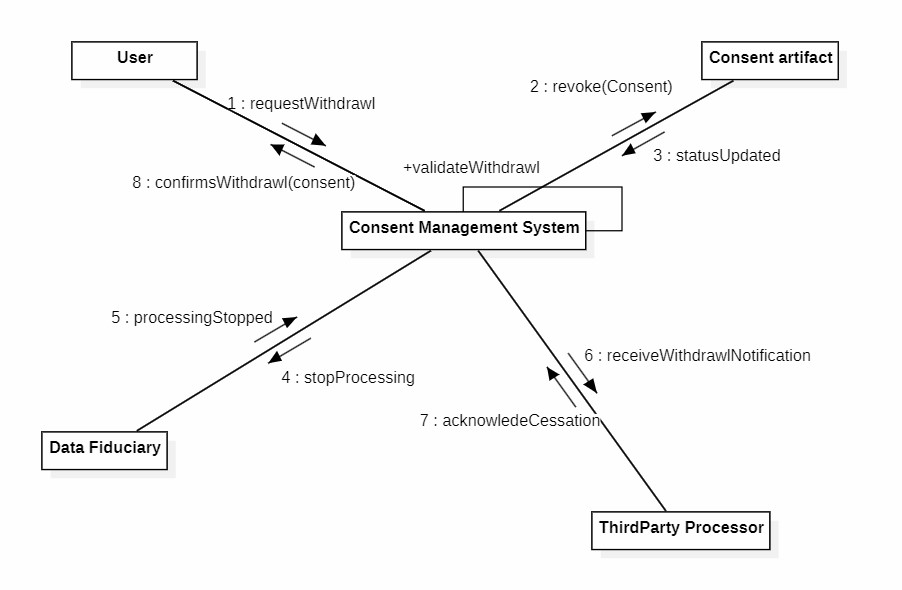 User
Consent artifact
1 : requestWithdrawl
2 : revoke(Consent)
3 : statusUpdated
+validateWithdrawl
8 : confirmsWithdrawl(consent)
Consent Management System
5 : processingStopped
4 : stopProcessing
6 : receiveWithdrawlNotification
7 : acknowledeCessation
Data Fiduciary
ThirdParty Processor